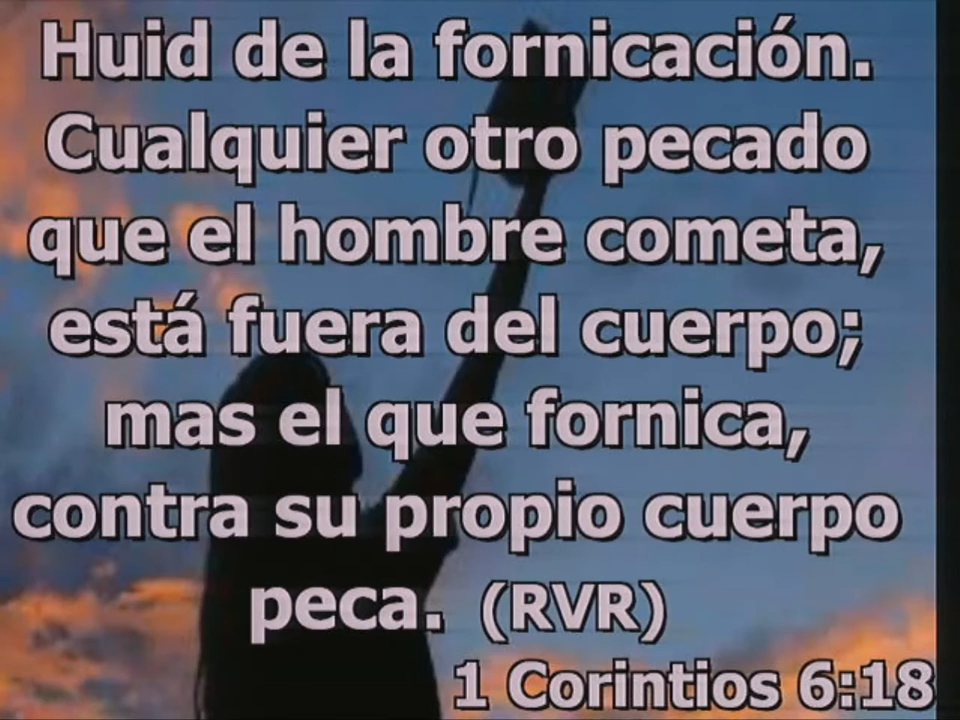 Huid de la fornicación.
Cualquier otro pecado
que el hombre cometa,
está fuera del cuerpo;
mas el que fornica,
contra su propio cuerpo
peca. (RVR)
1 Corintios 6:18